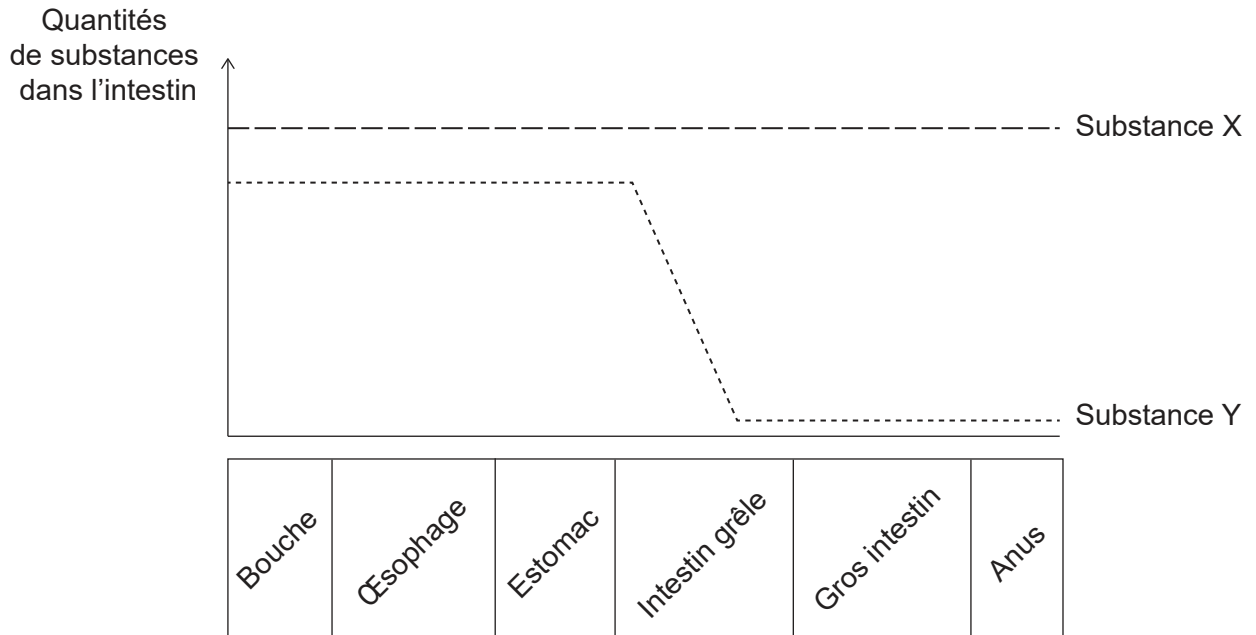 Quantités
de substances
dans l’intestin
Substance X
Substance Y
Bouche
Œsophage
Estomac
Intestin grêle
Gros intestin
Anus